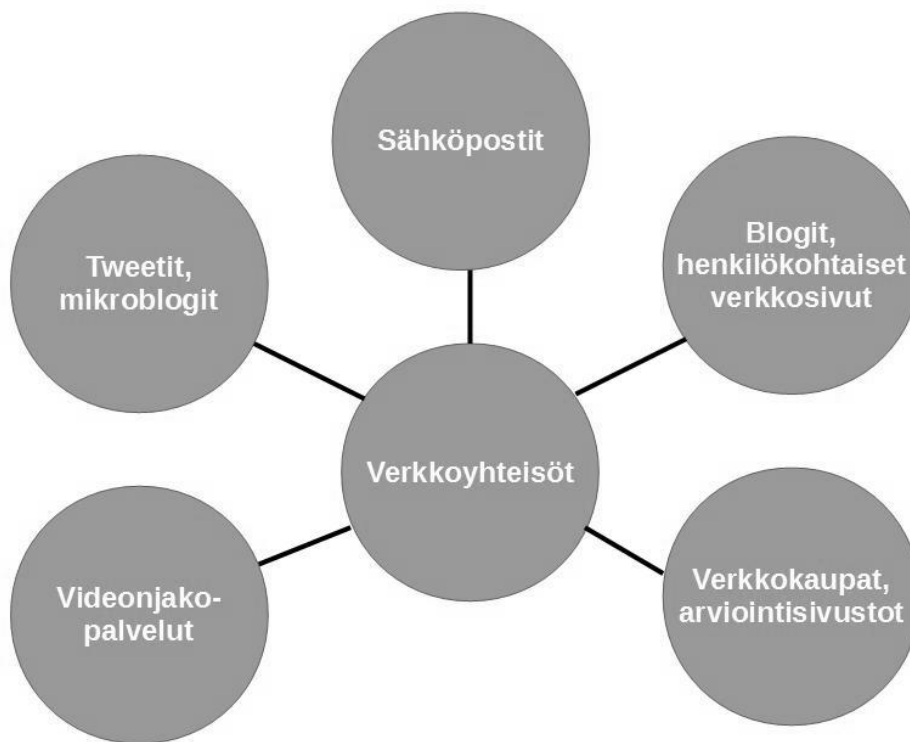 Sähköpostit
Tweetit,
mikroblogit
Blogit,
henkilökohtaiset
verkkosivut
Verkkoyhteisöt
Videonjako-
palvelut
Verkkokaupat,
arviointisivustot